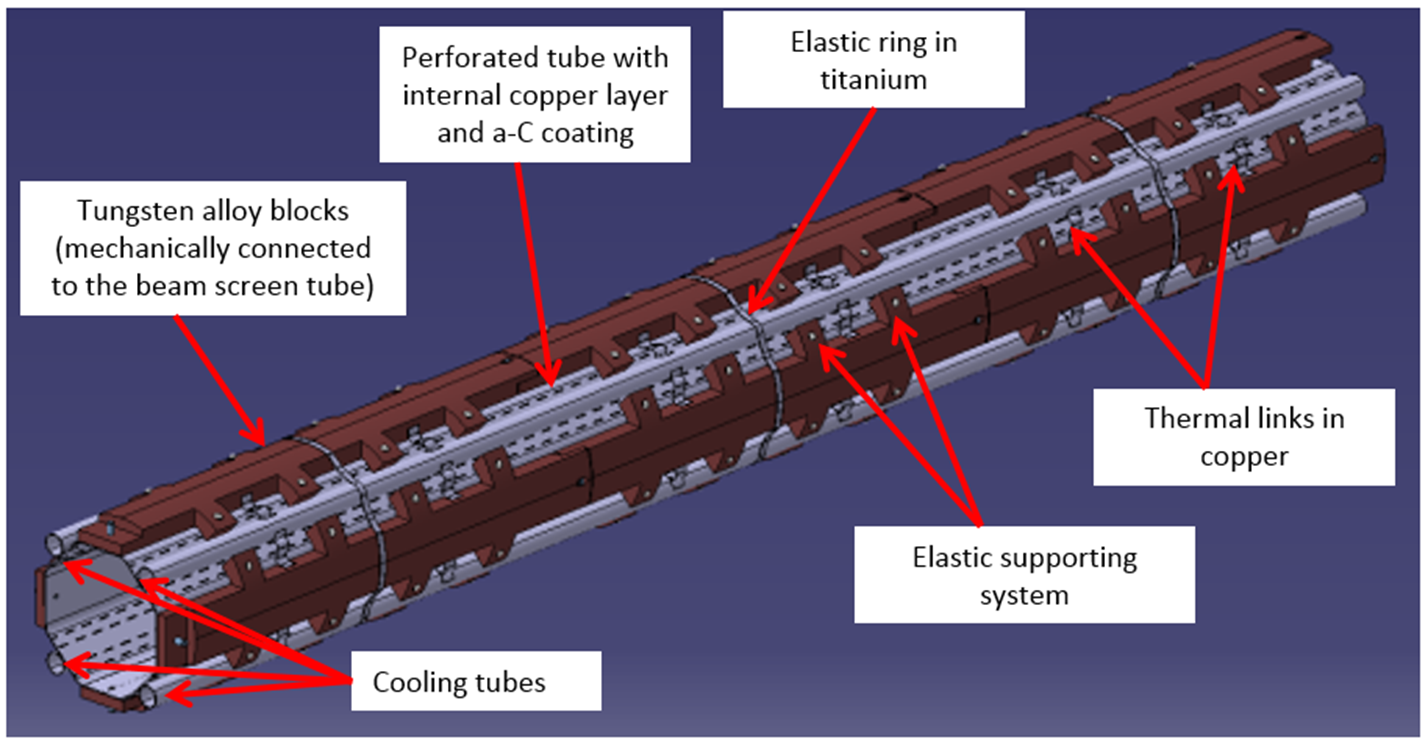 Elastic ring in
titanium
Perforated tube with
internal copper layer
and a-C coating
Tungsten alloy blocks
(mechanically connected
to the beam screen tube)
Thermal links in
copper
Elastic supporting
system
Cooling tubes